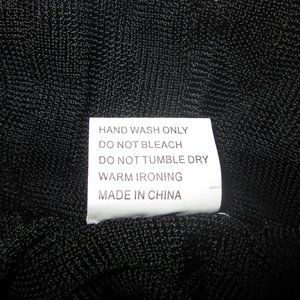 HAND WASH ONLY
DO NOT BLEACH
DO NOT TUMBLE DRY
WARM IRONING
MADE IN CHINA